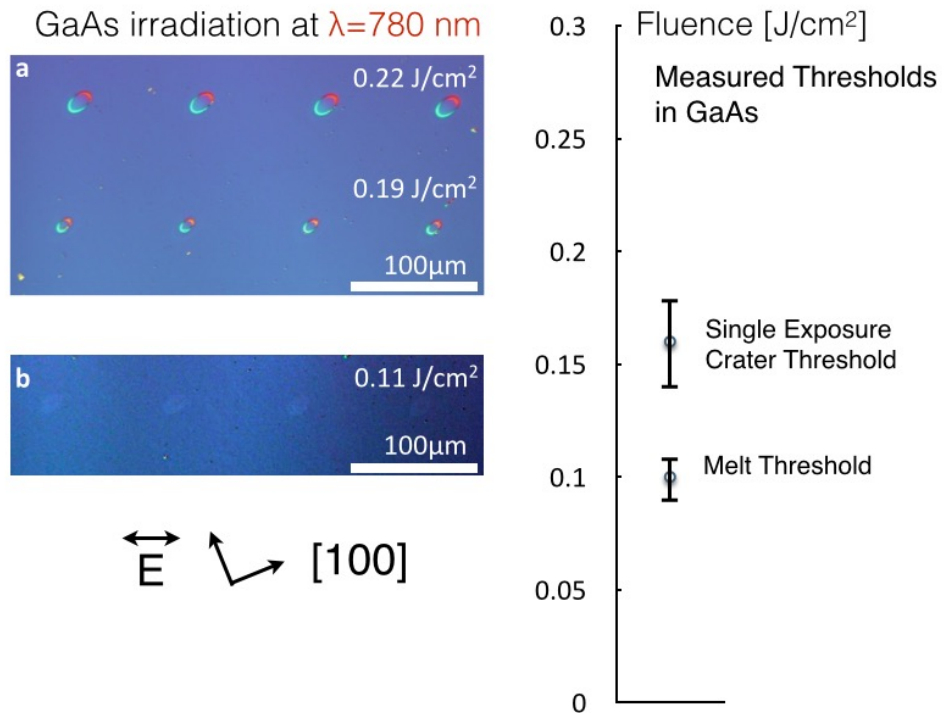 GaAs irradiation at λ=780 nm
a
0.22 J/cm²
0.19 J/cm²
100µm
b
0.11 J/cm²
100µm
E
[100]
Fluence [J/cm²]
Measured Thresholds
in GaAs
0.3
0.25
0.2
0.15
0.1
0.05
0
Single Exposure
Crater Threshold
Melt Threshold